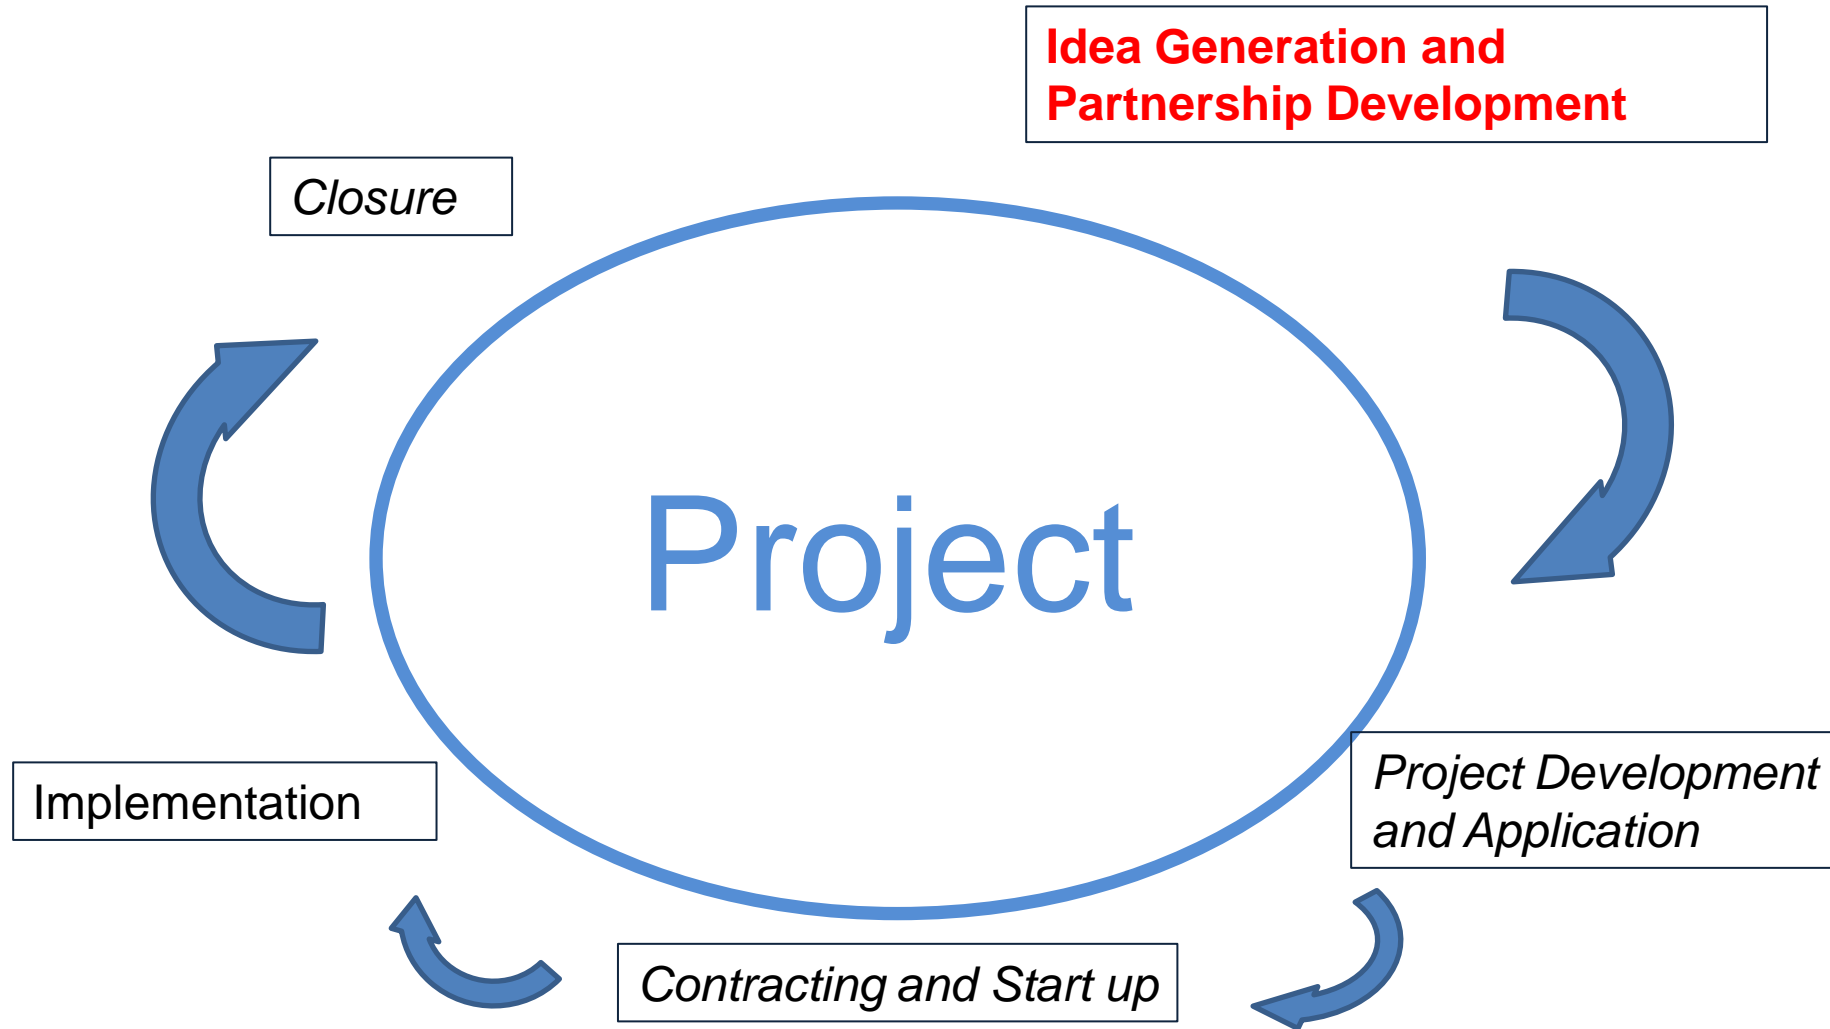 Idea Generation and
Partnership Development
Closure
Project
Implementation
Project Development
and Application
Contracting and Start up